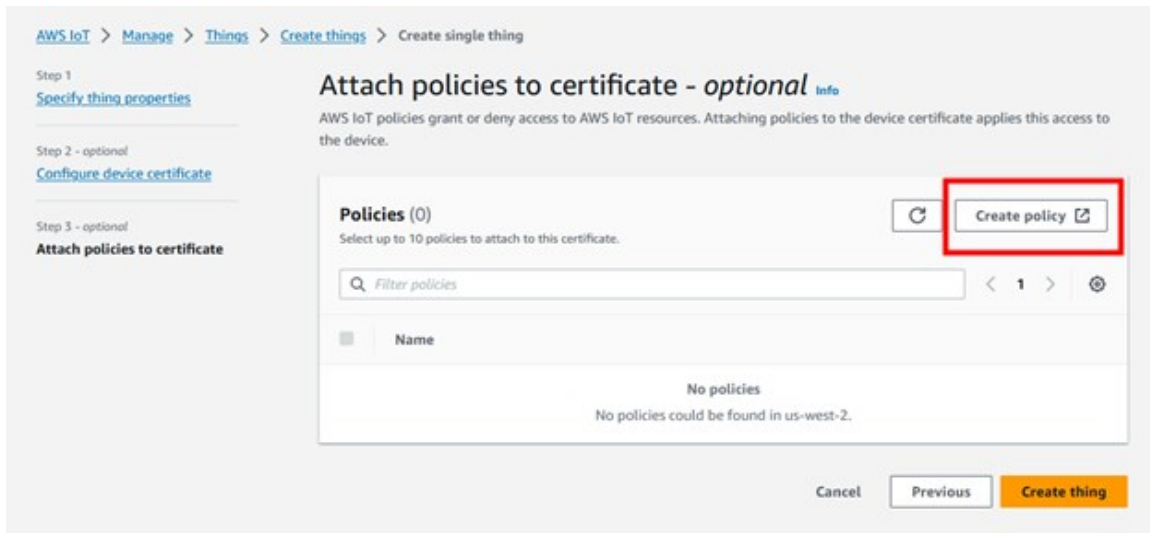 AWS IoT > Manage > Things > Create things > Create single thing
Step 1
Specify thing properties
Step 2 - optional
Configure device certificate
Step 3 - optional
Attach policies to certificate
Attach policies to certificate - optional Info
AWS IoT policies grant or deny access to AWS IoT resources. Attaching policies to the device certificate applies this access to
the device.
Policies (0)
Select up to 10 policies to attach to this certificate.
Create policy
Filter policies
< 1 >
Name
No policies
No policies could be found in us-west-2.
Cancel
Previous
Create thing